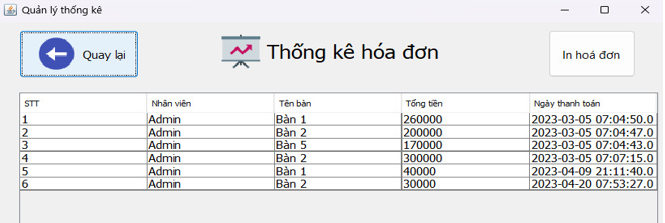 Quản lý thống kê
Quay lại
Thống kê hóa đơn
In hoá đơn
STT Nhân viên Tên bàn Tổng tiền Ngày thanh toán
1 Admin Bàn 1 260000 2023-03-05 07:04:50.0
2 Admin Bàn 2 200000 2023-03-05 07:04:47.0
3 Admin Bàn 5 170000 2023-03-05 07:04:43.0
4 Admin Bàn 2 300000 2023-03-05 07:07:15.0
5 Admin Bàn 1 40000 2023-04-09 21:11:40.0
6 Admin Bàn 2 30000 2023-04-20 07:53:27.0